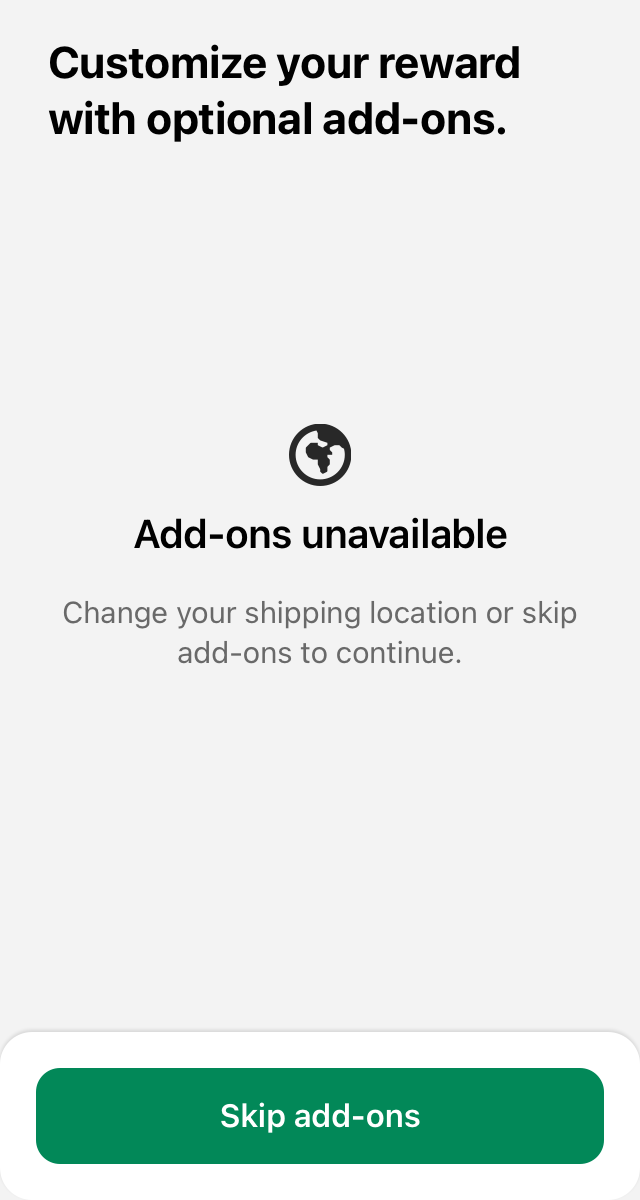 Customize your reward
with optional add-ons.
Add-ons unavailable
Change your shipping location or skip
add-ons to continue.
Skip add-ons